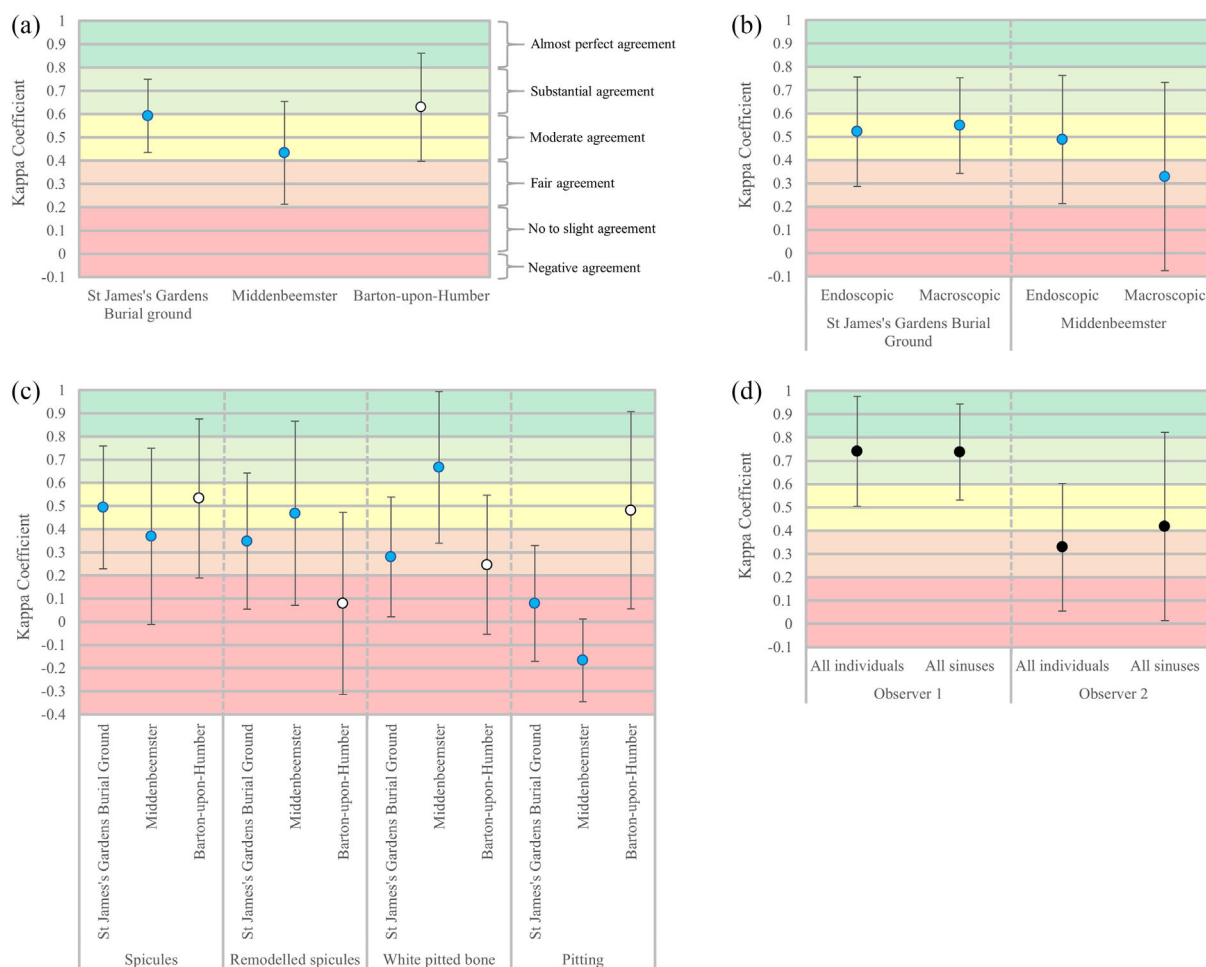 (a)
Kappa Coefficient
1
0.9
0.8
0.7
0.6
0.5
0.4
0.3
0.2
0.1
0
-0.1
Almost perfect agreement
Substantial agreement
Moderate agreement
Fair agreement
No to slight agreement
Negative agreement
St James's Gardens
Burial ground
Middenbeemster
Barton-upon-Humber
(b)
Kappa Coefficient
1
0.9
0.8
0.7
0.6
0.5
0.4
0.3
0.2
0.1
0
-0.1
Endoscopic
Macroscopic
Endoscopic
Macroscopic
St James's Gardens Burial
Ground
Middenbeemster
(c)
Kappa Coefficient
1
0.9
0.8
0.7
0.6
0.5
0.4
0.3
0.2
0.1
0
-0.1
-0.2
-0.3
-0.4
St James's Gardens Burial Ground
Middenbeemster
Barton-upon-Humber
St James's Gardens Burial Ground
Middenbeemster
Barton-upon-Humber
St James's Gardens Burial Ground
Middenbeemster
Barton-upon-Humber
St James's Gardens Burial Ground
Middenbeemster
Barton-upon-Humber
Spicules
Remodelled spicules
White pitted bone
Pitting
(d)
Kappa Coefficient
1
0.9
0.8
0.7
0.6
0.5
0.4
0.3
0.2
0.1
0
-0.1
All individuals
All sinuses
All individuals
All sinuses
Observer 1
Observer 2